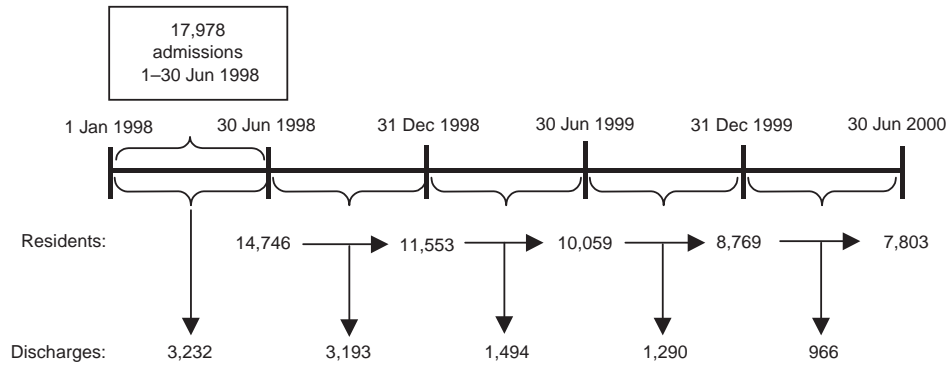 17,978
admissions
1–30 Jun 1998
1 Jan 1998 30 Jun 1998 31 Dec 1998 30 Jun 1999 31 Dec 1999 30 Jun 2000
Residents: 14,746 11,553 10,059 8,769 7,803
Discharges: 3,232 3,193 1,494 1,290 966